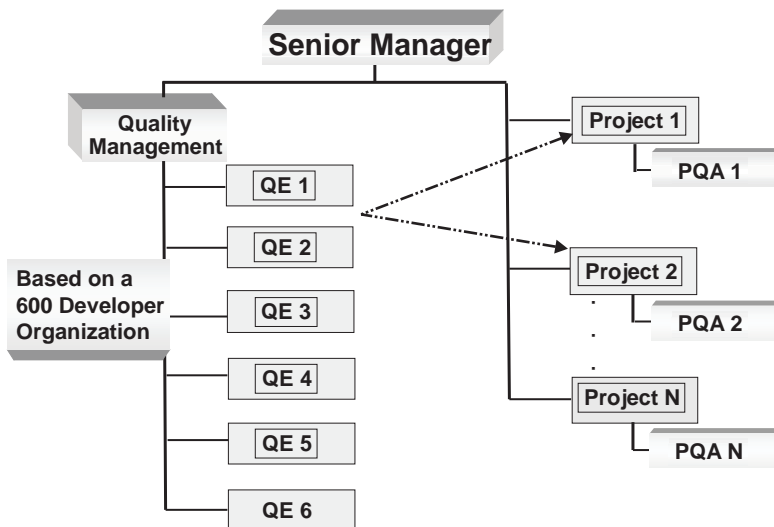 Senior Manager
Quality
Management
QE 1
QE 2
QE 3
QE 4
QE 5
QE 6
Based on a
600 Developer
Organization
Project 1
PQA 1
Project 2
PQA 2
Project N
PQA N